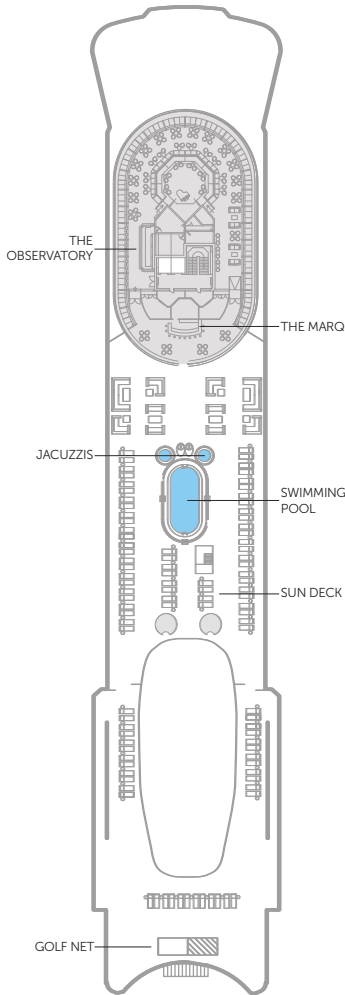 THE
OBSERVATORY
THE MARQ
JACUZZIS
SWIMMING
POOL
SUN DECK
GOLF NET